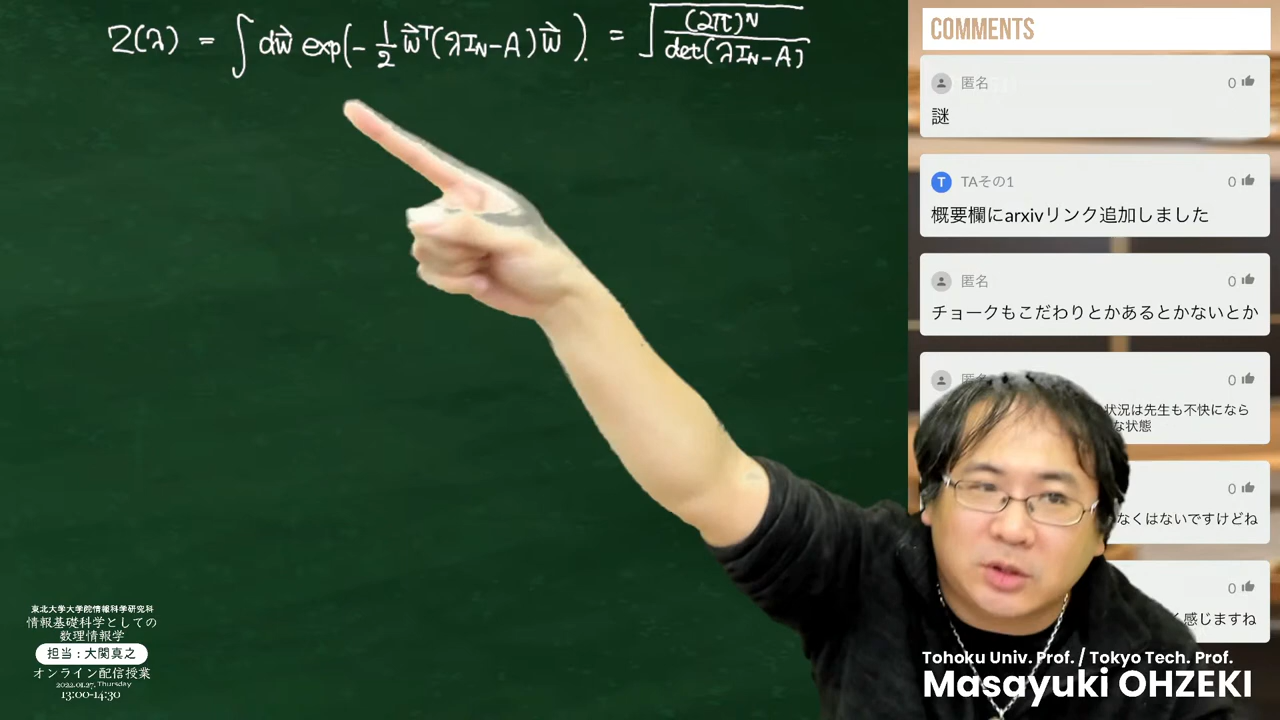 Z(λ) = ∫ dw⃗ exp(- 1/2 w⃗ᵀ(λI_N-A)w⃗). = √((2π)ᴺ / det(λI_N-A))
COMMENTS
匿名 0
謎
T TAその1 0
概要欄にarxivリンク追加しました
匿名 0
チョークもこだわりとかあるとかないとか
0
状況は先生も不快になら
な状態
0
なくはないですけどね
0
く感じますね
東北大学大学院情報科学研究科
情報基礎科学としての
数理情報学
担当:大関真之
オンライン配信授業
2022.01.27. Thursday
13:00-14:30
Tohoku Univ. Prof. / Tokyo Tech. Prof.
Masayuki OHZEKI